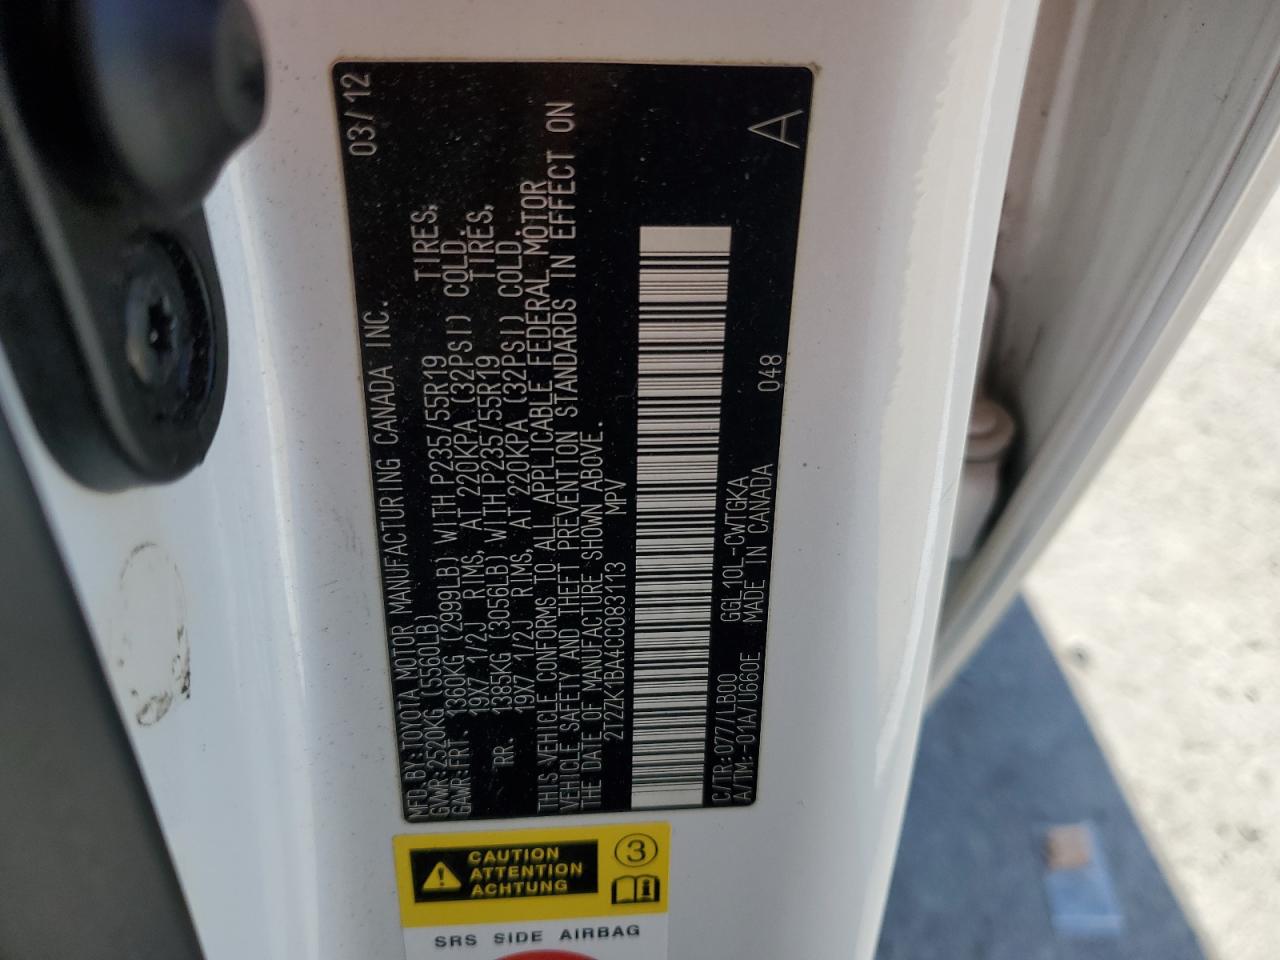 MFD. BY: TOYOTA MOTOR MANUFACTURING CANADA INC. 03/12
GVWR: 2520KG (5560LB)
GAWR: FRT. 1360KG (2999LB) WITH P235/55R19 TIRES,
19X7 1/2J RIMS, AT 220KPA (32PSI) COLD.
RR. 1385KG (3056LB) WITH P235/55R19 TIRES,
19X7 1/2J RIMS, AT 220KPA (32PSI) COLD.
THIS VEHICLE CONFORMS TO ALL APPLICABLE FEDERAL MOTOR
VEHICLE SAFETY AND THEFT PREVENTION STANDARDS IN EFFECT ON
THE DATE OF MANUFACTURE SHOWN ABOVE.
2T2ZK1BA4CC083113 MPV
C/TR: 077/LB00 GGL10L-CWTGKA 048 A
A/TM: -01A/U660E MADE IN CANADA
CAUTION
ATTENTION
ACHTUNG
3
SRS SIDE AIRBAG